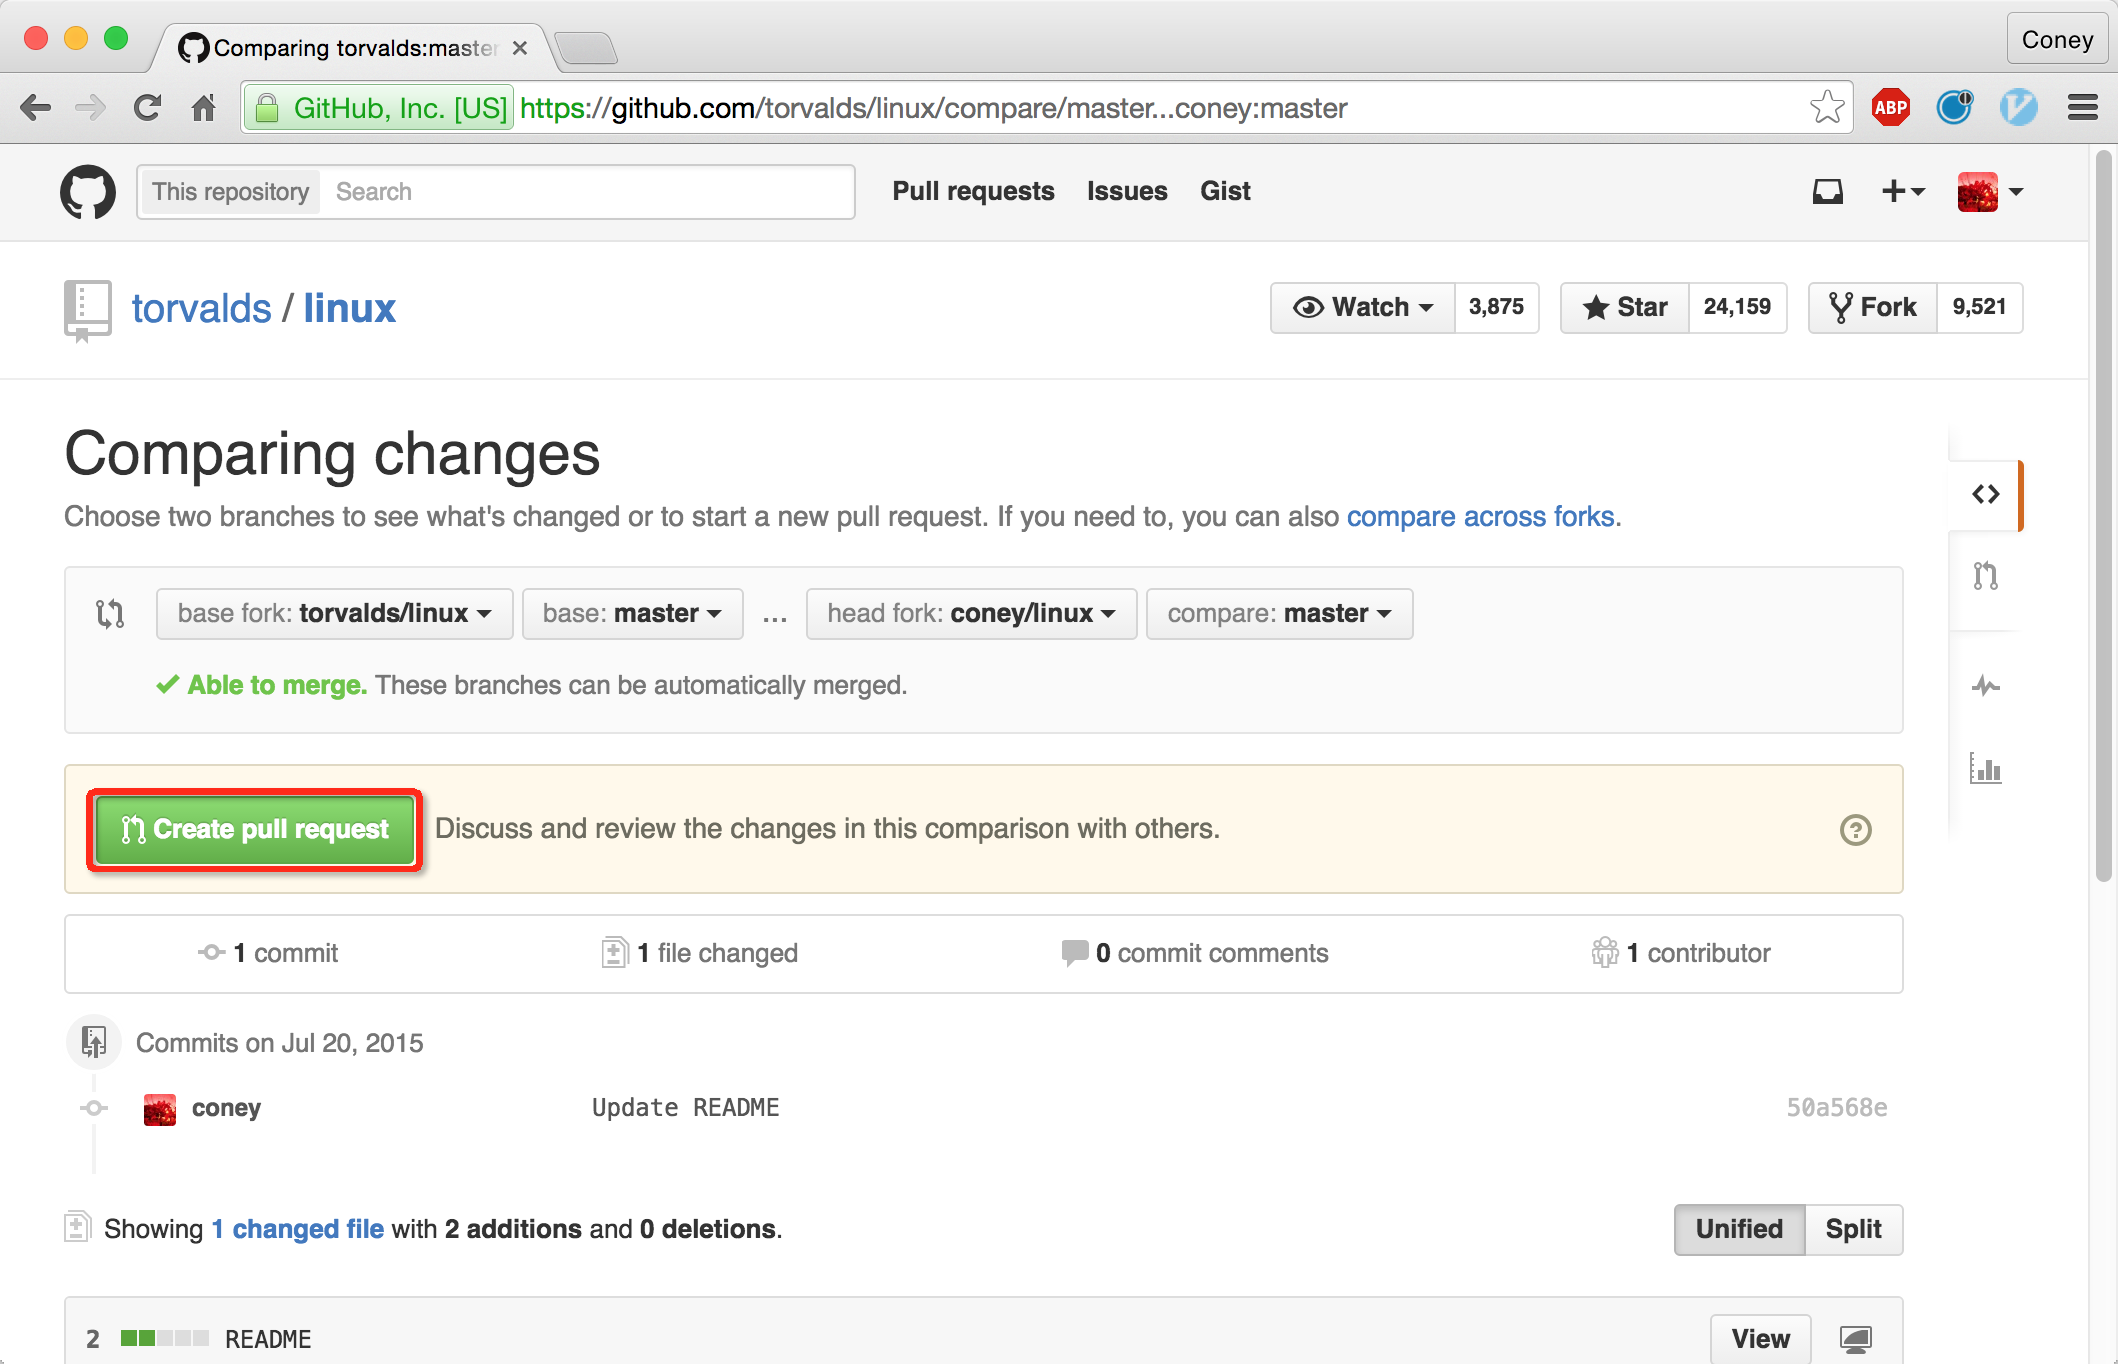 Comparing torvalds:master
Coney
GitHub, Inc. [US] https://github.com/torvalds/linux/compare/master...coney:master
ABP
This repository Search Pull requests Issues Gist
torvalds / linux
Watch 3,875 Star 24,159 Fork 9,521
Comparing changes
Choose two branches to see what's changed or to start a new pull request. If you need to, you can also compare across forks.
base fork: torvalds/linux base: master ... head fork: coney/linux compare: master
Able to merge. These branches can be automatically merged.
Create pull request Discuss and review the changes in this comparison with others.
1 commit 1 file changed 0 commit comments 1 contributor
Commits on Jul 20, 2015
coney Update README 50a568e
Showing 1 changed file with 2 additions and 0 deletions.
Unified Split
2 README View